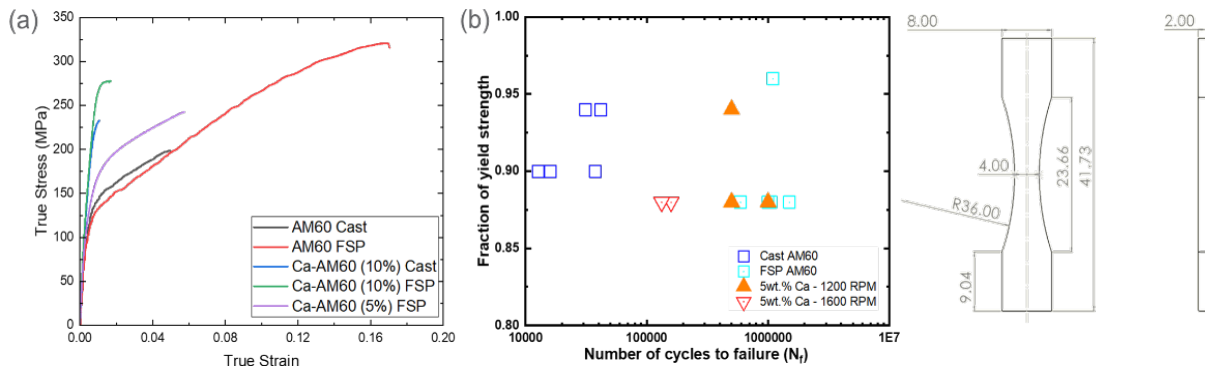 (a)
True Stress (MPa)
350
300
250
200
150
100
50
0
0.00
0.04
0.08
0.12
0.16
0.20
True Strain
AM60 Cast
AM60 FSP
Ca-AM60 (10%) Cast
Ca-AM60 (10%) FSP
Ca-AM60 (5%) FSP
(b)
Fraction of yield strength
1.00
0.95
0.90
0.85
0.80
10000
100000
1000000
1E7
Number of cycles to failure (Nf)
Cast AM60
FSP AM60
5wt.% Ca - 1200 RPM
5wt.% Ca - 1600 RPM
8.00
4.00
R36.00
9.04
23.66
41.73
2.00